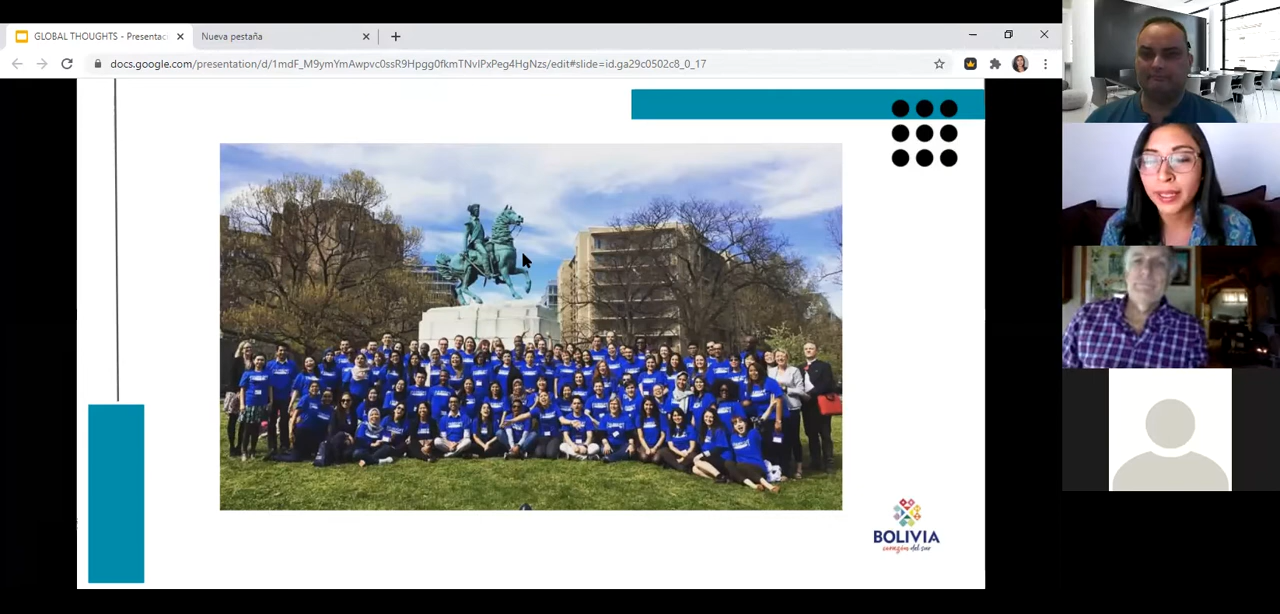 GLOBAL THOUGHTS - Presentac
Nueva pestaña
docs.google.com/presentation/d/1mdF_M9ymYmAwpvc0ssR9Hpgg0fkmTNvIPxPeg4HgNzs/edit#slide=id.ga29c0502c8_0_17
BOLIVIA
corazón del sur